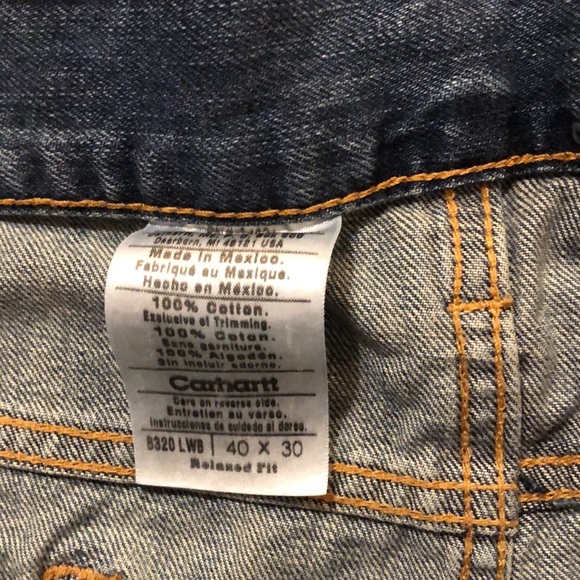 Dearborn, MI 48121 USA
Made in Mexico.
Fabriqué au Mexique.
Hecho en México.
100% Cotton.
Exclusive of Trimming.
100% Coton.
Sans garniture.
100% Algodón.
Sin incluir adorno.
Carhartt
Care on reverse side.
Entretien au verso.
Instrucciones de cuidado al dorso.
B320 LWB 40 X 30
Relaxed Fit